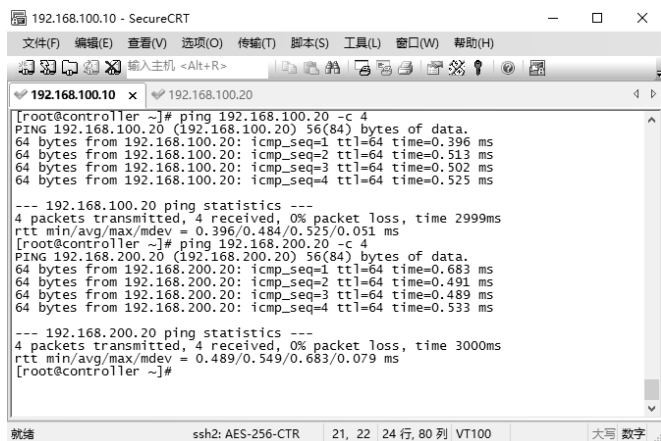 192.168.100.10 - SecureCRT
文件(F) 编辑(E) 查看(V) 选项(O) 传输(T) 脚本(S) 工具(L) 窗口(W) 帮助(H)
输入主机 <Alt+R>
192.168.100.10 192.168.100.20
[root@controller ~]# ping 192.168.100.20 -c 4
PING 192.168.100.20 (192.168.100.20) 56(84) bytes of data.
64 bytes from 192.168.100.20: icmp_seq=1 ttl=64 time=0.396 ms
64 bytes from 192.168.100.20: icmp_seq=2 ttl=64 time=0.513 ms
64 bytes from 192.168.100.20: icmp_seq=3 ttl=64 time=0.502 ms
64 bytes from 192.168.100.20: icmp_seq=4 ttl=64 time=0.525 ms
--- 192.168.100.20 ping statistics ---
4 packets transmitted, 4 received, 0% packet loss, time 2999ms
rtt min/avg/max/mdev = 0.396/0.484/0.525/0.051 ms
[root@controller ~]# ping 192.168.200.20 -c 4
PING 192.168.200.20 (192.168.200.20) 56(84) bytes of data.
64 bytes from 192.168.200.20: icmp_seq=1 ttl=64 time=0.683 ms
64 bytes from 192.168.200.20: icmp_seq=2 ttl=64 time=0.491 ms
64 bytes from 192.168.200.20: icmp_seq=3 ttl=64 time=0.489 ms
64 bytes from 192.168.200.20: icmp_seq=4 ttl=64 time=0.533 ms
--- 192.168.200.20 ping statistics ---
4 packets transmitted, 4 received, 0% packet loss, time 3000ms
rtt min/avg/max/mdev = 0.489/0.549/0.683/0.079 ms
[root@controller ~]#
就绪 ssh2: AES-256-CTR 21, 22 24 行, 80 列 VT100 大写 数字